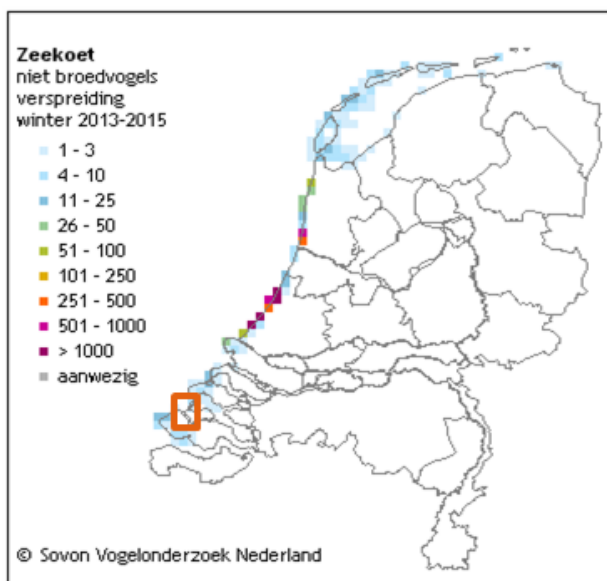 Zeekoet
niet broedvogels
verspreiding
winter 2013-2015
1 - 3
4 - 10
11 - 25
26 - 50
51 - 100
101 - 250
251 - 500
501 - 1000
> 1000
aanwezig
© Sovon Vogelonderzoek Nederland